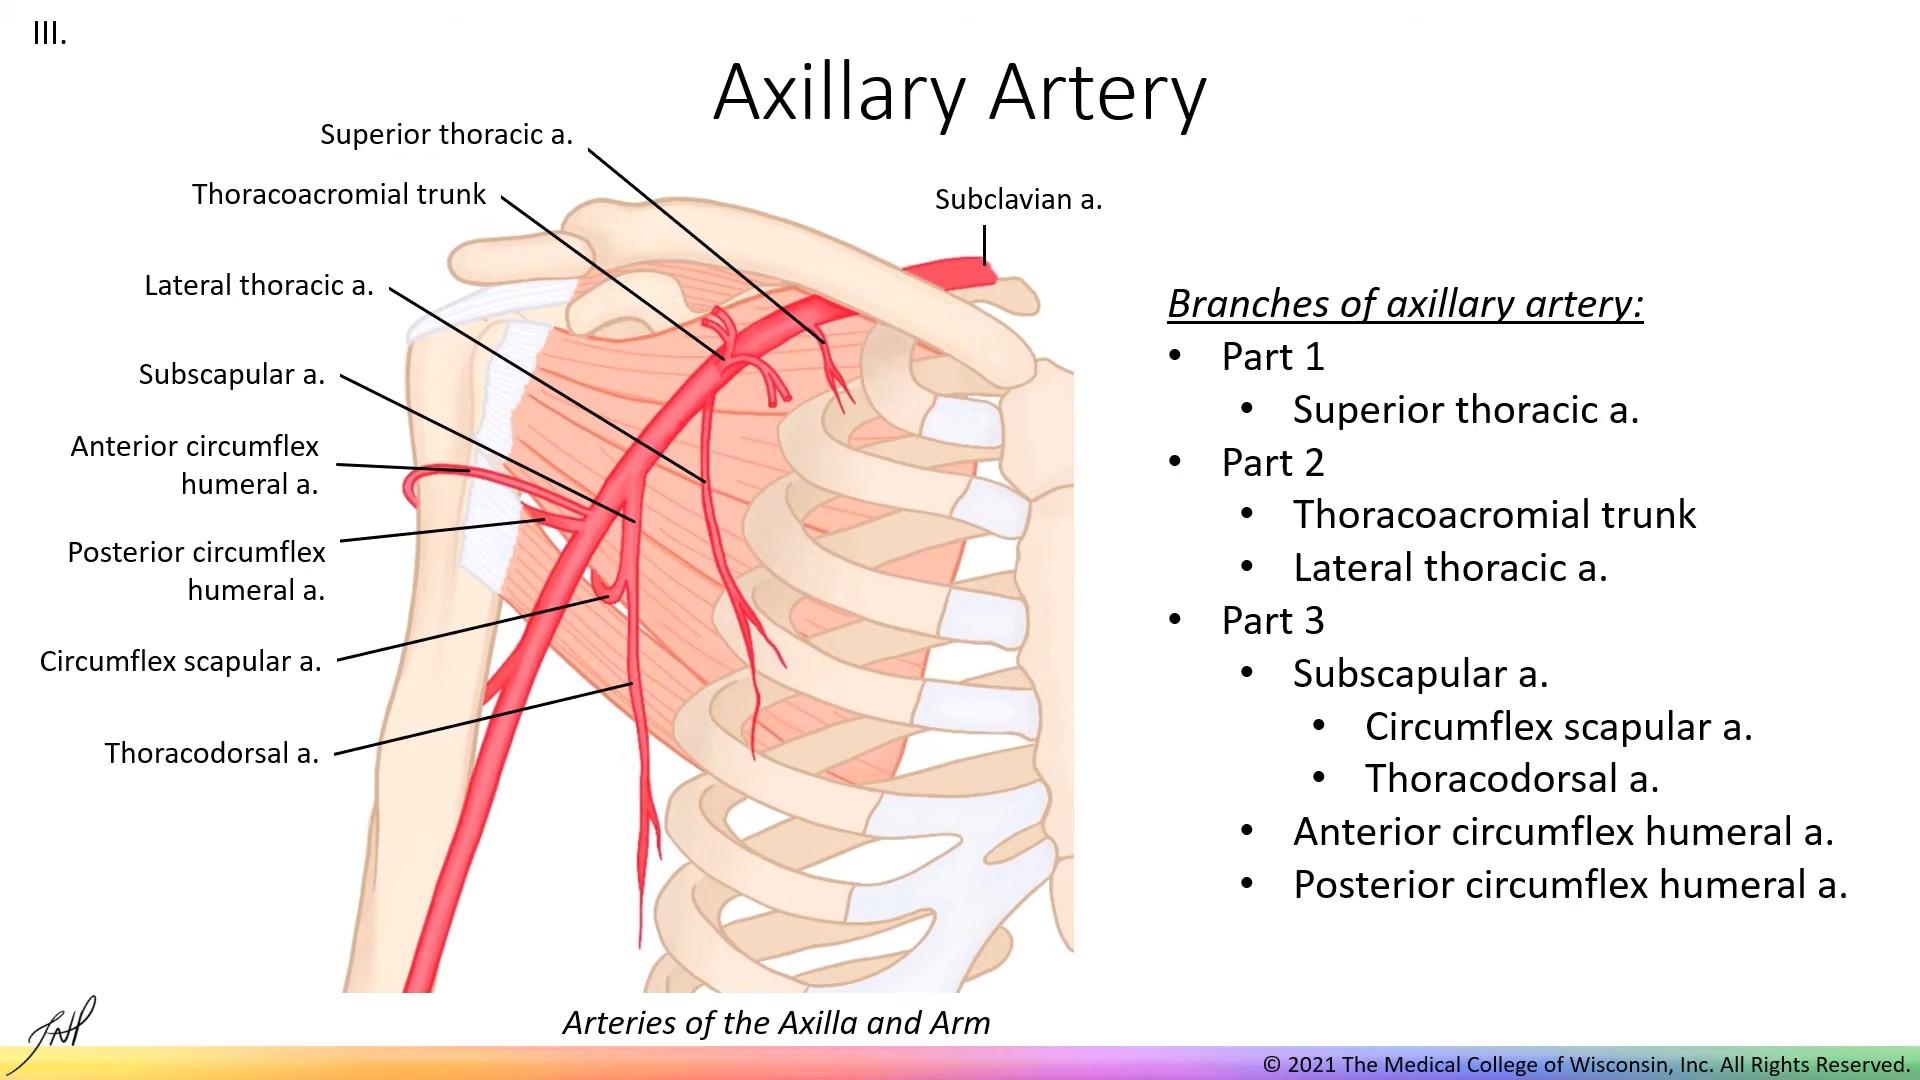 III.
Axillary Artery
Superior thoracic a.
Thoracoacromial trunk
Subclavian a.
Lateral thoracic a.
Subscapular a.
Anterior circumflex
humeral a.
Posterior circumflex
humeral a.
Circumflex scapular a.
Thoracodorsal a.
Branches of axillary artery:
• Part 1
• Superior thoracic a.
• Part 2
• Thoracoacromial trunk
• Lateral thoracic a.
• Part 3
• Subscapular a.
• Circumflex scapular a.
• Thoracodorsal a.
• Anterior circumflex humeral a.
• Posterior circumflex humeral a.
Arteries of the Axilla and Arm
© 2021 The Medical College of Wisconsin, Inc. All Rights Reserved.